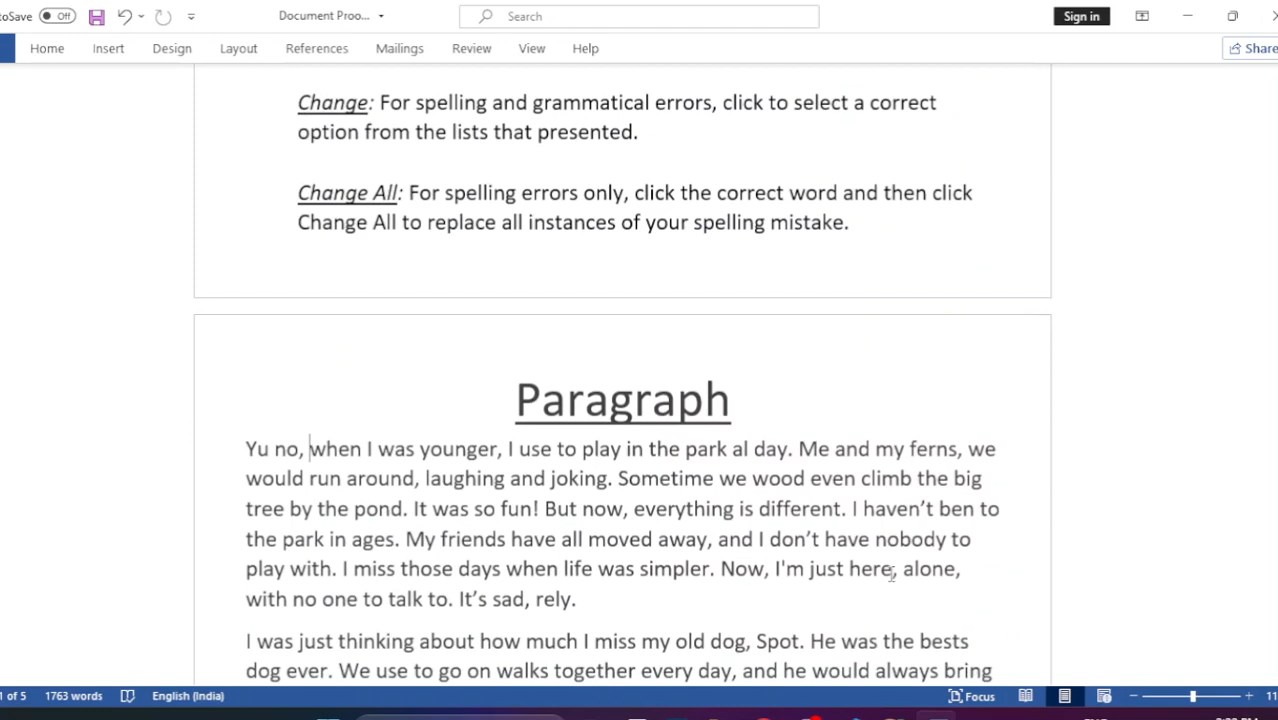 toSave Off Document Proo... Search Sign in
Home Insert Design Layout References Mailings Review View Help Share
Change: For spelling and grammatical errors, click to select a correct
option from the lists that presented.
Change All: For spelling errors only, click the correct word and then click
Change All to replace all instances of your spelling mistake.
Paragraph
Yu no, when I was younger, I use to play in the park al day. Me and my ferns, we
would run around, laughing and joking. Sometime we wood even climb the big
tree by the pond. It was so fun! But now, everything is different. I haven’t ben to
the park in ages. My friends have all moved away, and I don’t have nobody to
play with. I miss those days when life was simpler. Now, I'm just here, alone,
with no one to talk to. It’s sad, rely.
I was just thinking about how much I miss my old dog, Spot. He was the bests
dog ever. We use to go on walks together every day, and he would always bring
1 of 5 1763 words English (India) Focus 11